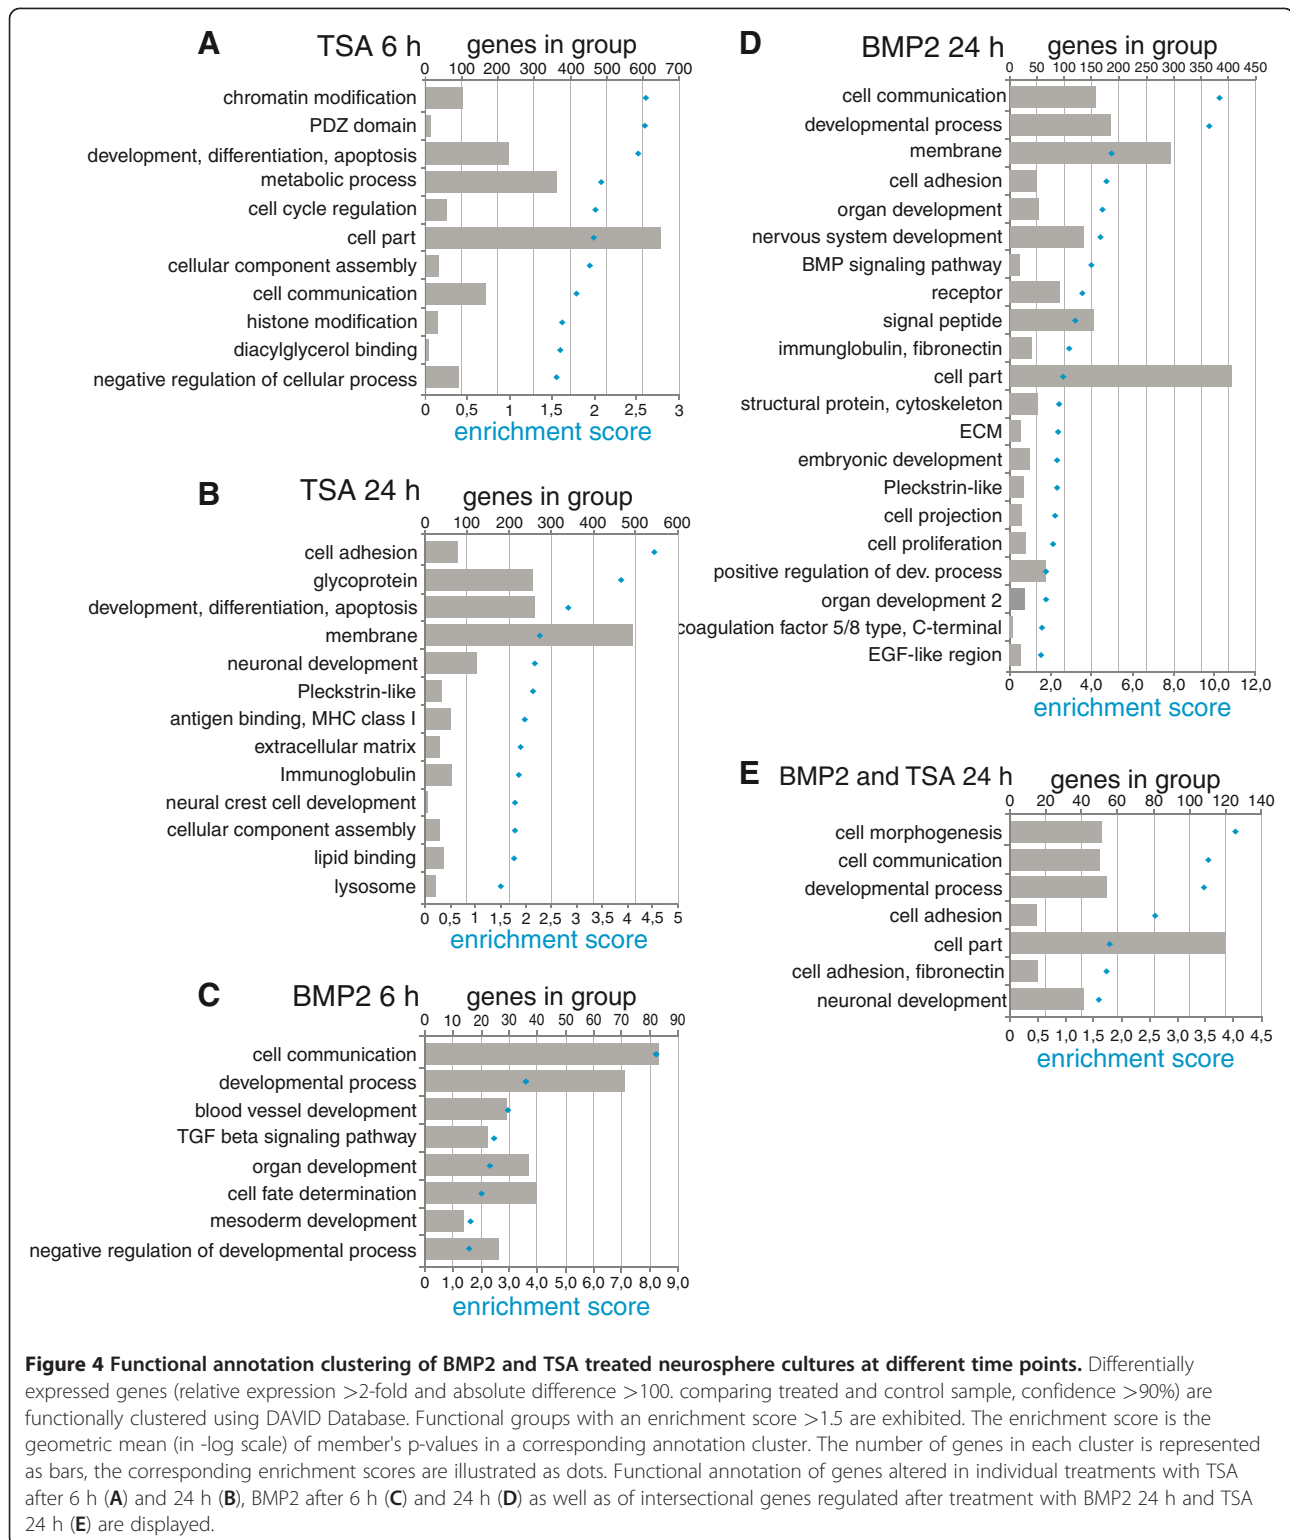 A
TSA 6 h
genes in group
0 100 200 300 400 500 600 700
chromatin modification
PDZ domain
development, differentiation, apoptosis
metabolic process
cell cycle regulation
cell part
cellular component assembly
cell communication
histone modification
diacylglycerol binding
negative regulation of cellular process
0 0,5 1 1,5 2 2,5 3
enrichment score
B
TSA 24 h
genes in group
0 100 200 300 400 500 600
cell adhesion
glycoprotein
development, differentiation, apoptosis
membrane
neuronal development
Pleckstrin-like
antigen binding, MHC class I
extracellular matrix
Immunoglobulin
neural crest cell development
cellular component assembly
lipid binding
lysosome
0 0,5 1 1,5 2 2,5 3 3,5 4 4,5 5
enrichment score
C
BMP2 6 h
genes in group
0 10 20 30 40 50 60 70 80 90
cell communication
developmental process
blood vessel development
TGF beta signaling pathway
organ development
cell fate determination
mesoderm development
negative regulation of developmental process
0 1,0 2,0 3,0 4,0 5,0 6,0 7,0 8,0 9,0
enrichment score
D
BMP2 24 h
genes in group
0 50 100 150 200 250 300 350 400 450
cell communication
developmental process
membrane
cell adhesion
organ development
nervous system development
BMP signaling pathway
receptor
signal peptide
immunglobulin, fibronectin
cell part
structural protein, cytoskeleton
ECM
embryonic development
Pleckstrin-like
cell projection
cell proliferation
positive regulation of dev. process
organ development 2
coagulation factor 5/8 type, C-terminal
EGF-like region
0 2,0 4,0 6,0 8,0 10,0 12,0
enrichment score
E
BMP2 and TSA 24 h
genes in group
0 20 40 60 80 100 120 140
cell morphogenesis
cell communication
developmental process
cell adhesion
cell part
cell adhesion, fibronectin
neuronal development
0 0,5 1,0 1,5 2,0 2,5 3,0 3,5 4,0 4,5
enrichment score
Figure 4 Functional annotation clustering of BMP2 and TSA treated neurosphere cultures at different time points. Differentially
expressed genes (relative expression >2-fold and absolute difference >100. comparing treated and control sample, confidence >90%) are
functionally clustered using DAVID Database. Functional groups with an enrichment score >1.5 are exhibited. The enrichment score is the
geometric mean (in -log scale) of member's p-values in a corresponding annotation cluster. The number of genes in each cluster is represented
as bars, the corresponding enrichment scores are illustrated as dots. Functional annotation of genes altered in individual treatments with TSA
after 6 h (A) and 24 h (B), BMP2 after 6 h (C) and 24 h (D) as well as of intersectional genes regulated after treatment with BMP2 24 h and TSA
24 h (E) are displayed.